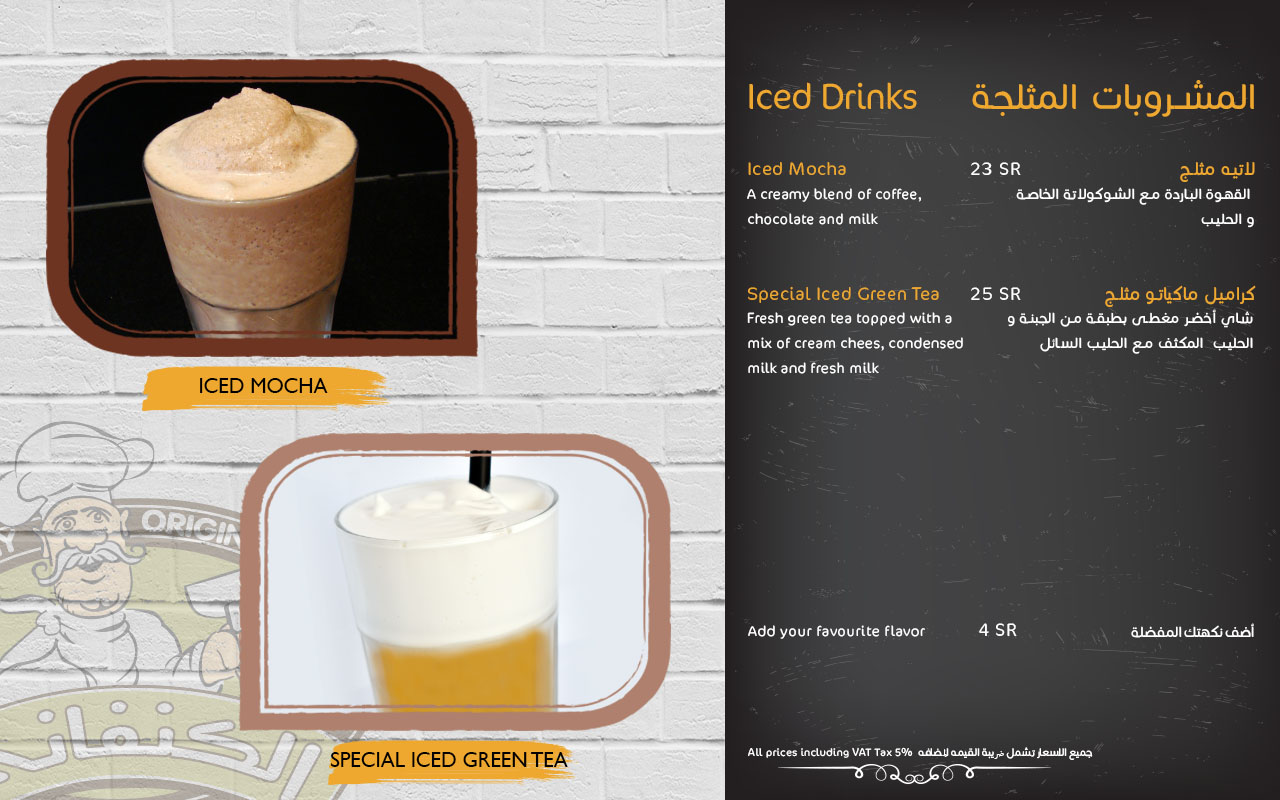 ICED MOCHA
ORIGIN
الكنفاني
SPECIAL ICED GREEN TEA
Iced Drinks المشروبات المثلجة
Iced Mocha 23 SR لاتيه مثلج
A creamy blend of coffee, القهوة الباردة مع الشوكولاتة الخاصة
chocolate and milk و الحليب
Special Iced Green Tea 25 SR كراميل ماكياتو مثلج
Fresh green tea topped with a شاي أخضر مغطى بطبقة من الجبنة و
mix of cream chees, condensed الحليب المكثف مع الحليب السائل
milk and fresh milk
Add your favourite flavor 4 SR أضف نكهتك المفضلة
All prices including VAT Tax 5% جميع الاسعار تشمل ضريبة القيمه لاضافه